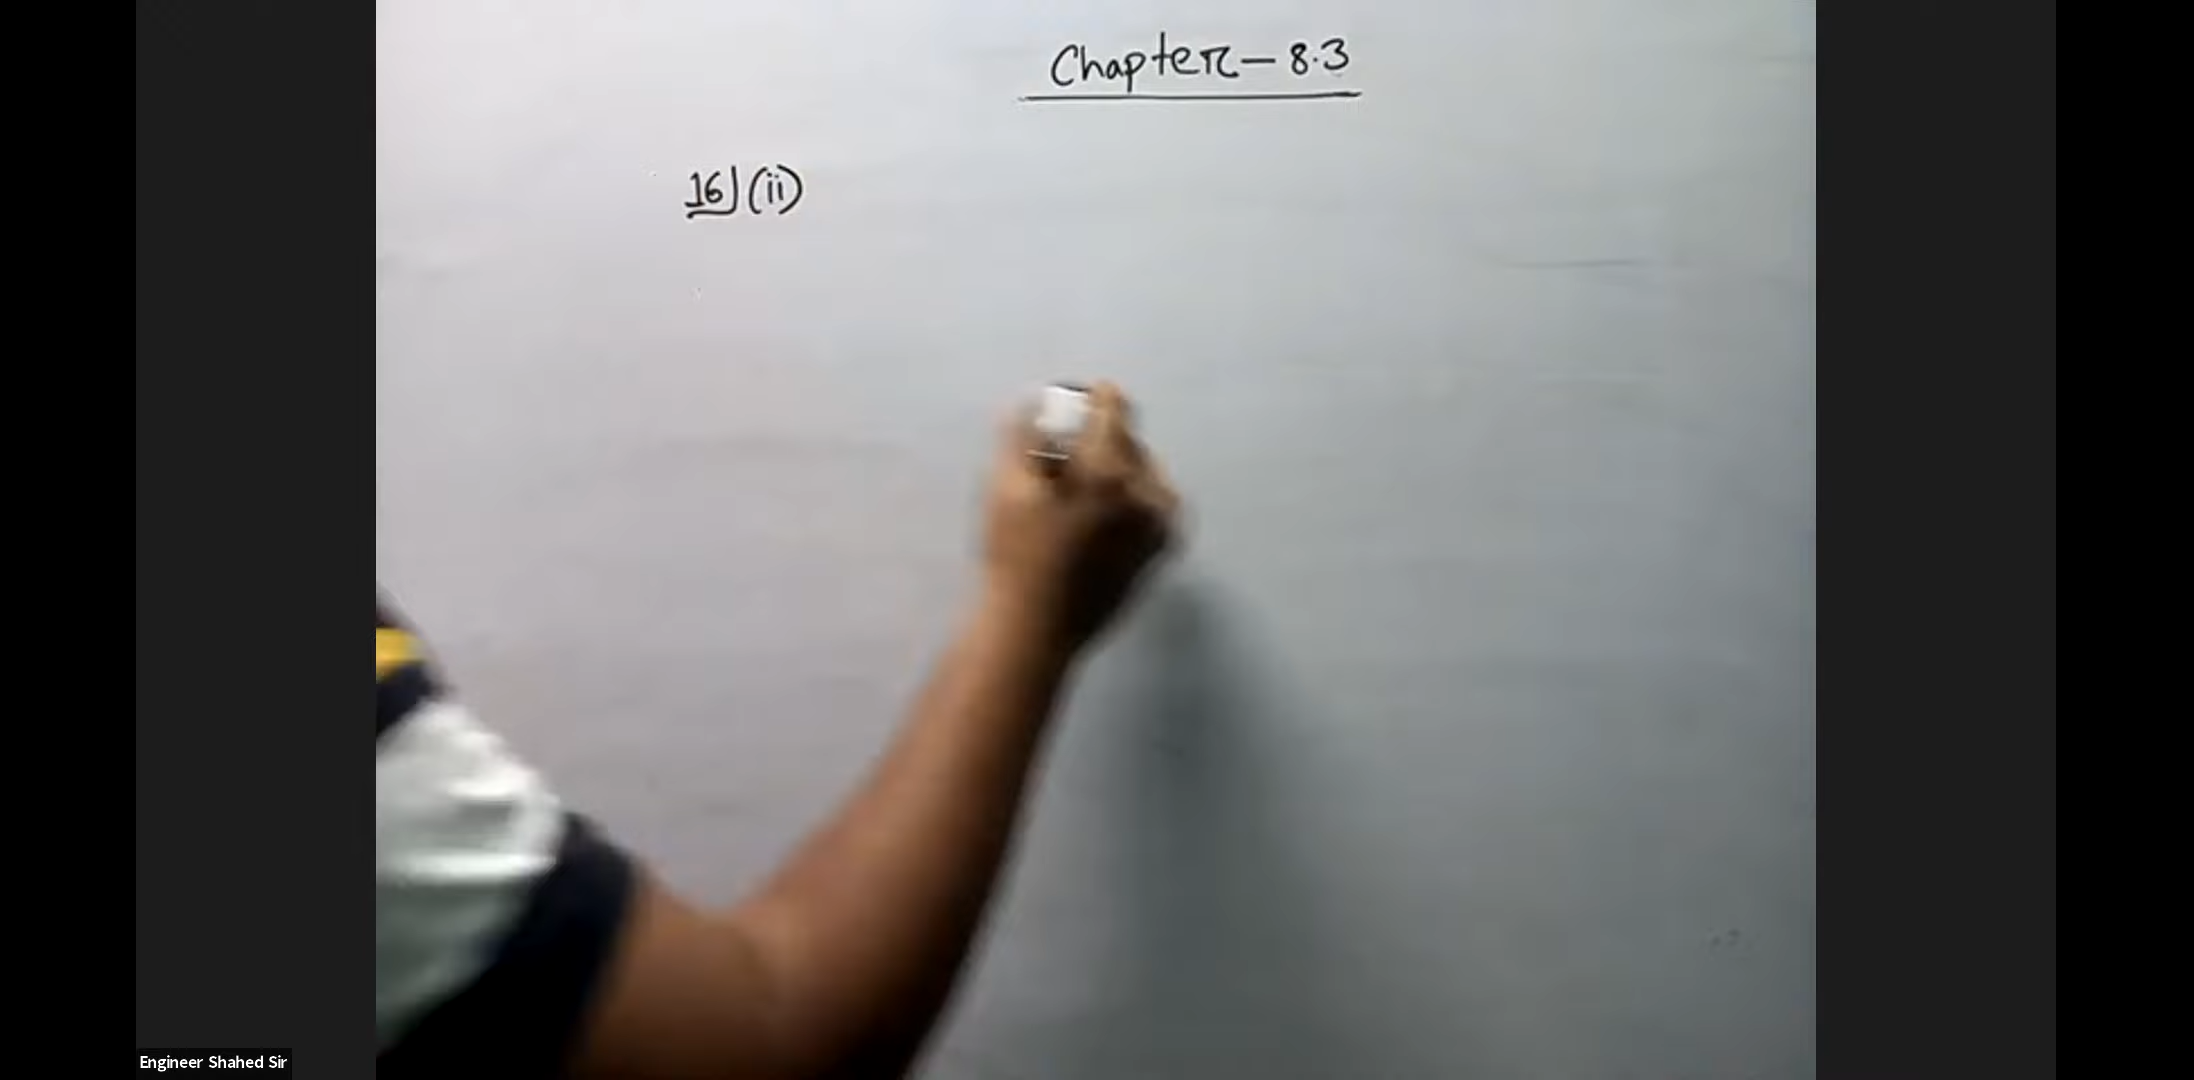 Chapter - 8.3
16) (ii)
Engineer Shahed Sir